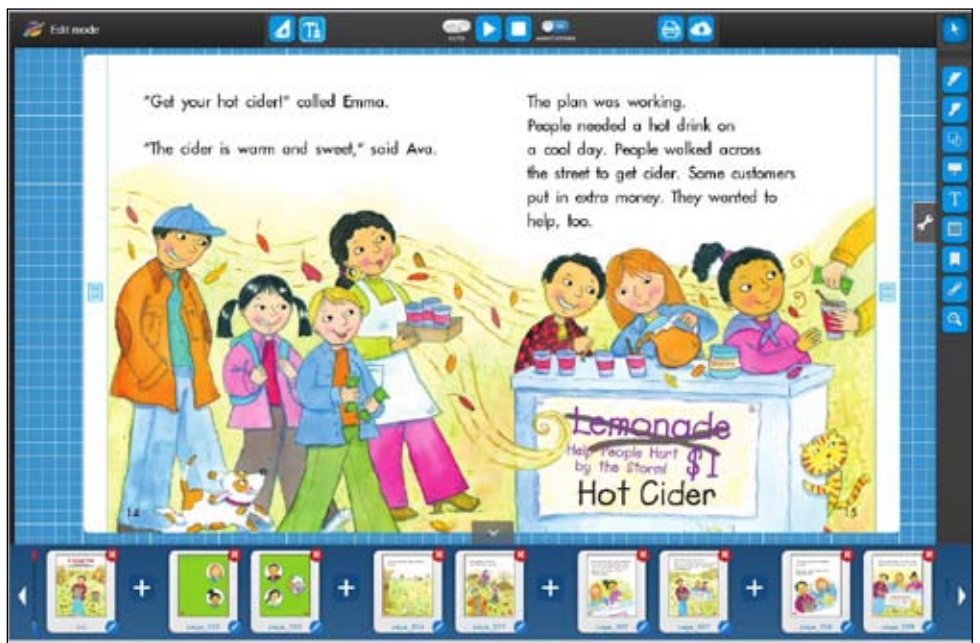 Edit mode
AUTO
ANNOTATIONS
"Get your hot cider!" called Emma.
"The cider is warm and sweet," said Ava.
The plan was working.
People needed a hot drink on
a cool day. People walked across
the street to get cider. Some customers
put in extra money. They wanted to
help, too.
Lemonade
Help People Hurt
by the Storm!
$1
Hot Cider
14
15